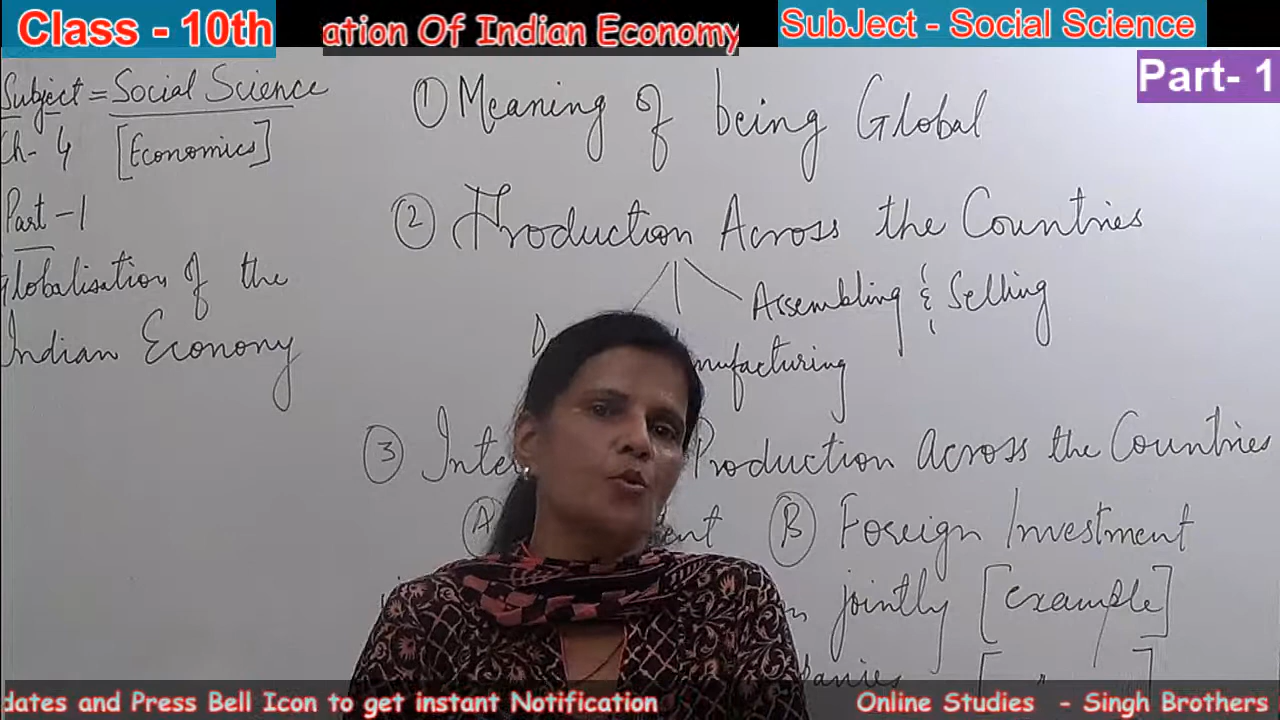 Class - 10th
ation Of Indian Economy
SubJect - Social Science
Part- 1
Subject = Social Science
Ch- 4 [Economics]
Part -1
Globalisation of the
Indian Economy
① Meaning of being Global
② Production Across the Countries
Assembling & Selling
nufacturing
③ Inte Production across the Countries
Ⓐ ent Ⓑ Foreign Investment
n jointly [example]
panies [ " ]
dates and Press Bell Icon to get instant Notification
Online Studies - Singh Brothers